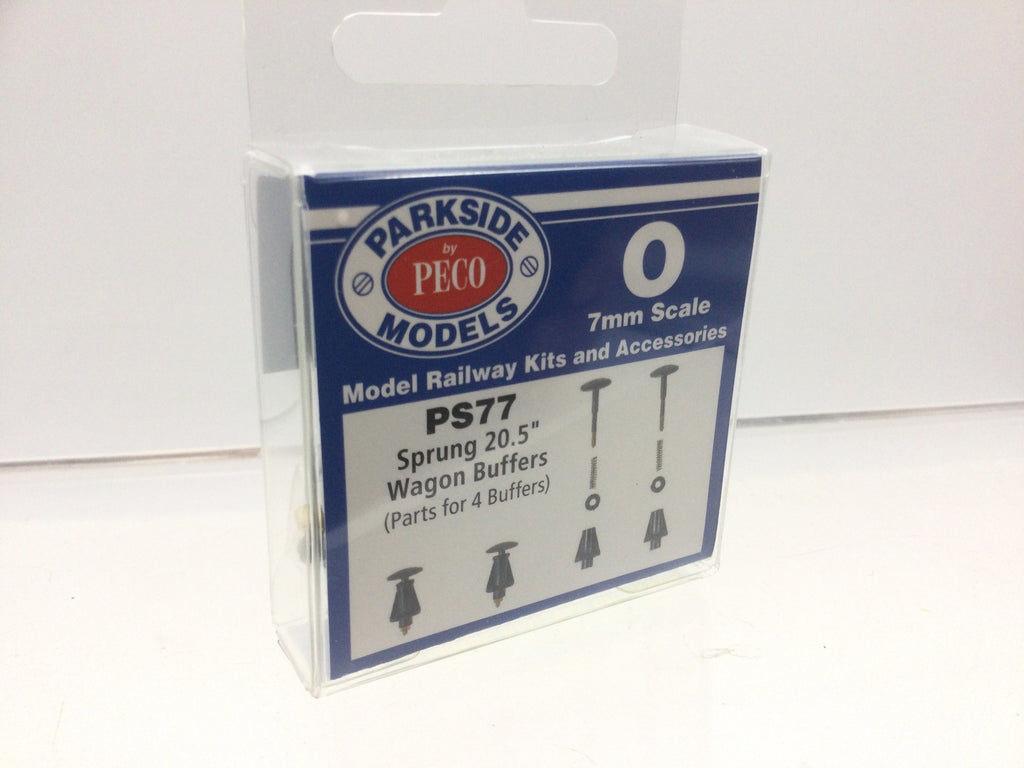 PARKSIDE
by
PECO
MODELS
O
7mm Scale
Model Railway Kits and Accessories
PS77
Sprung 20.5"
Wagon Buffers
(Parts for 4 Buffers)